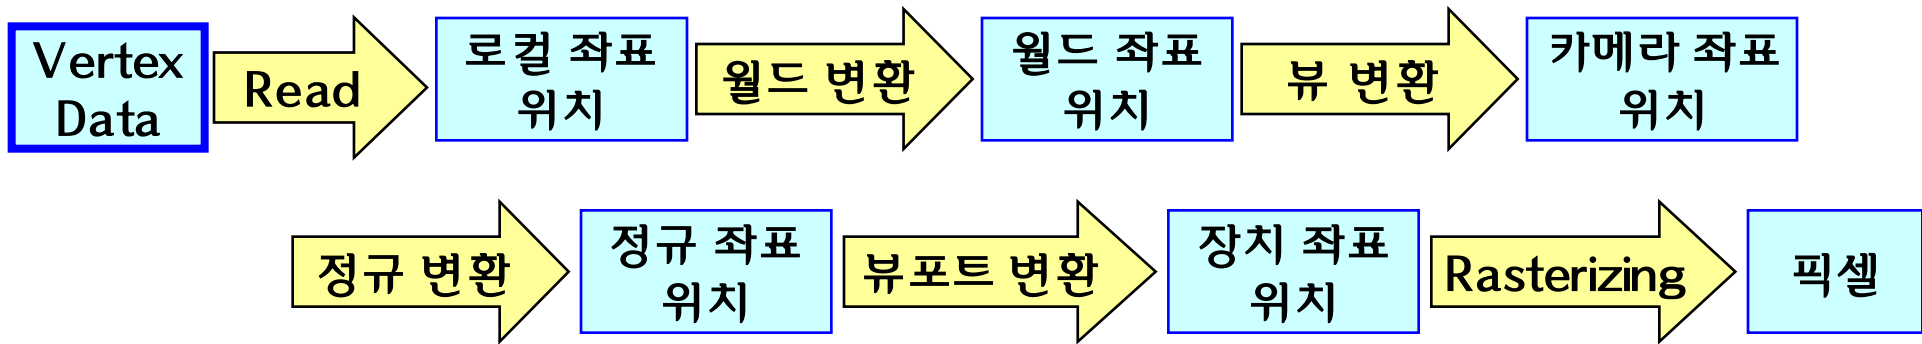 Vertex
Data
Read
로컬 좌표
위치
월드 변환
월드 좌표
위치
뷰 변환
카메라 좌표
위치
정규 변환
정규 좌표
위치
뷰포트 변환
장치 좌표
위치
Rasterizing
픽셀